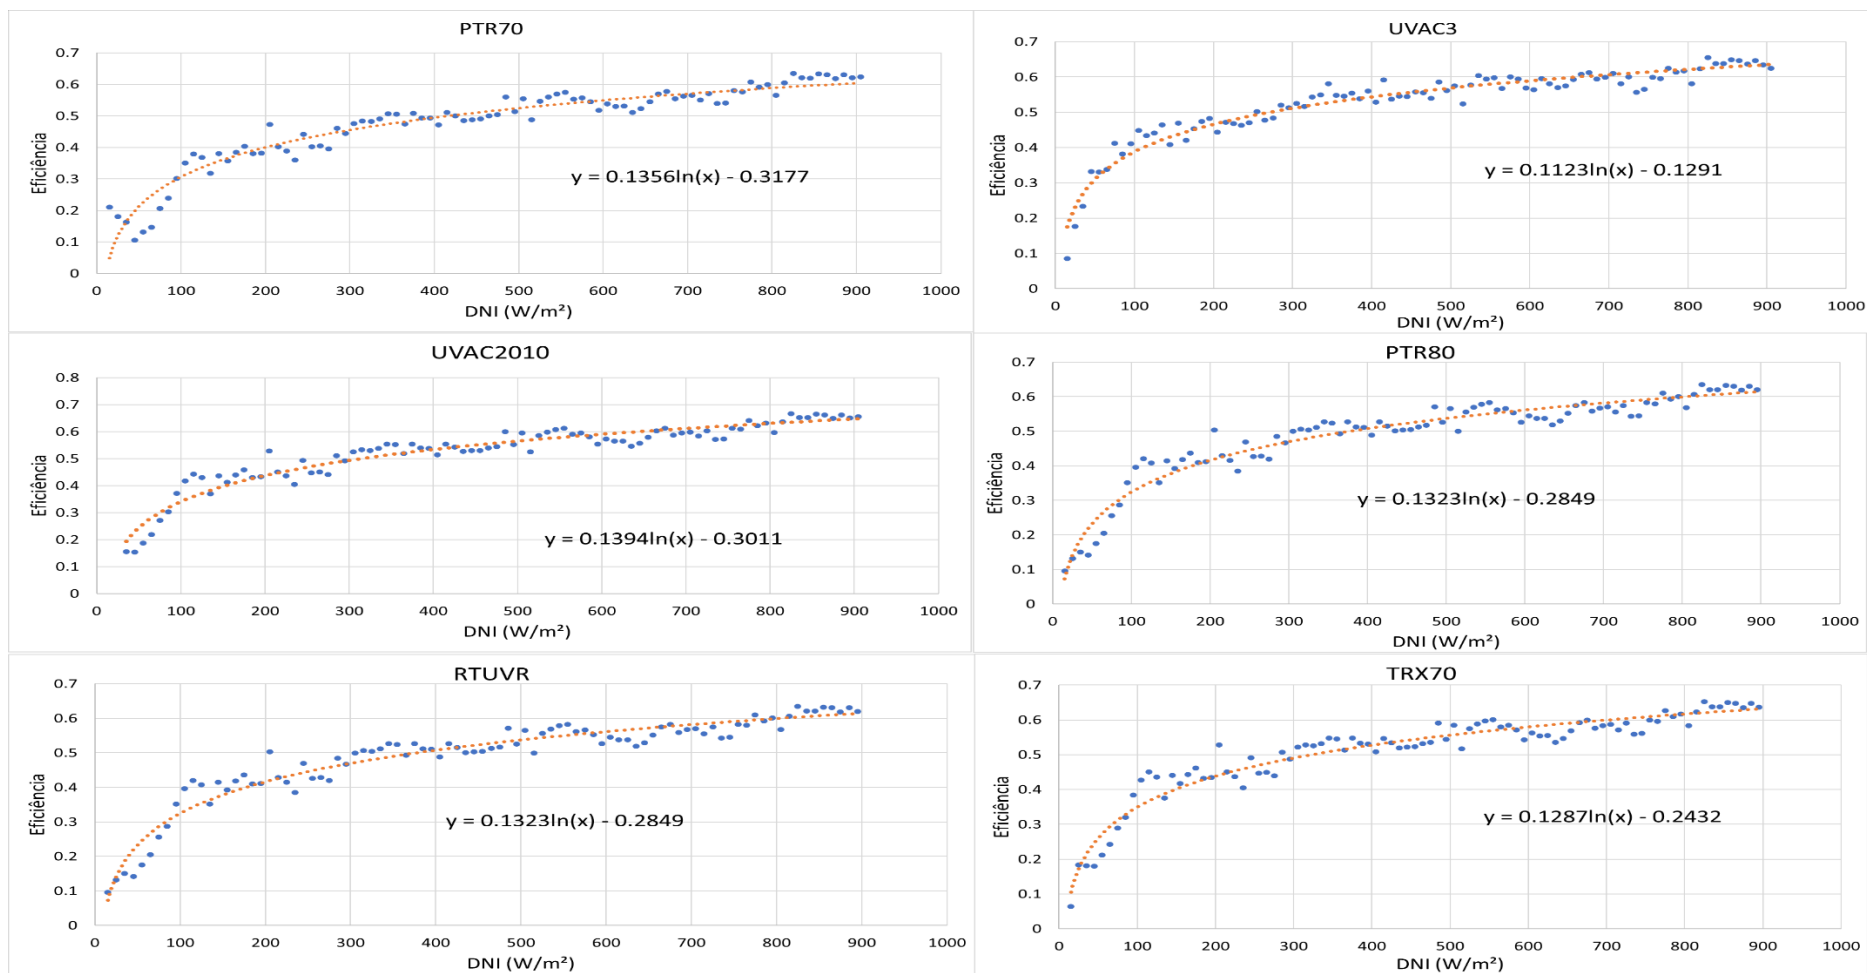 PTR70
0.7
0.6
0.5
0.4
0.3
0.2
0.1
0
Eficiência
y = 0.1356ln(x) - 0.3177
0 100 200 300 400 500 600 700 800 900 1000
DNI (W/m²)
UVAC3
0.7
0.6
0.5
0.4
0.3
0.2
0.1
0
Eficiência
y = 0.1123ln(x) - 0.1291
0 100 200 300 400 500 600 700 800 900 1000
DNI (W/m²)
UVAC2010
0.8
0.7
0.6
0.5
0.4
0.3
0.2
0.1
0
Eficiência
y = 0.1394ln(x) - 0.3011
0 100 200 300 400 500 600 700 800 900 1000
DNI (W/m²)
PTR80
0.7
0.6
0.5
0.4
0.3
0.2
0.1
0
Eficiência
y = 0.1323ln(x) - 0.2849
0 100 200 300 400 500 600 700 800 900 1000
DNI (W/m²)
RTUVR
0.7
0.6
0.5
0.4
0.3
0.2
0.1
0
Eficiência
y = 0.1323ln(x) - 0.2849
0 100 200 300 400 500 600 700 800 900 1000
DNI (W/m²)
TRX70
0.7
0.6
0.5
0.4
0.3
0.2
0.1
0
Eficiência
y = 0.1287ln(x) - 0.2432
0 100 200 300 400 500 600 700 800 900 1000
DNI (W/m²)